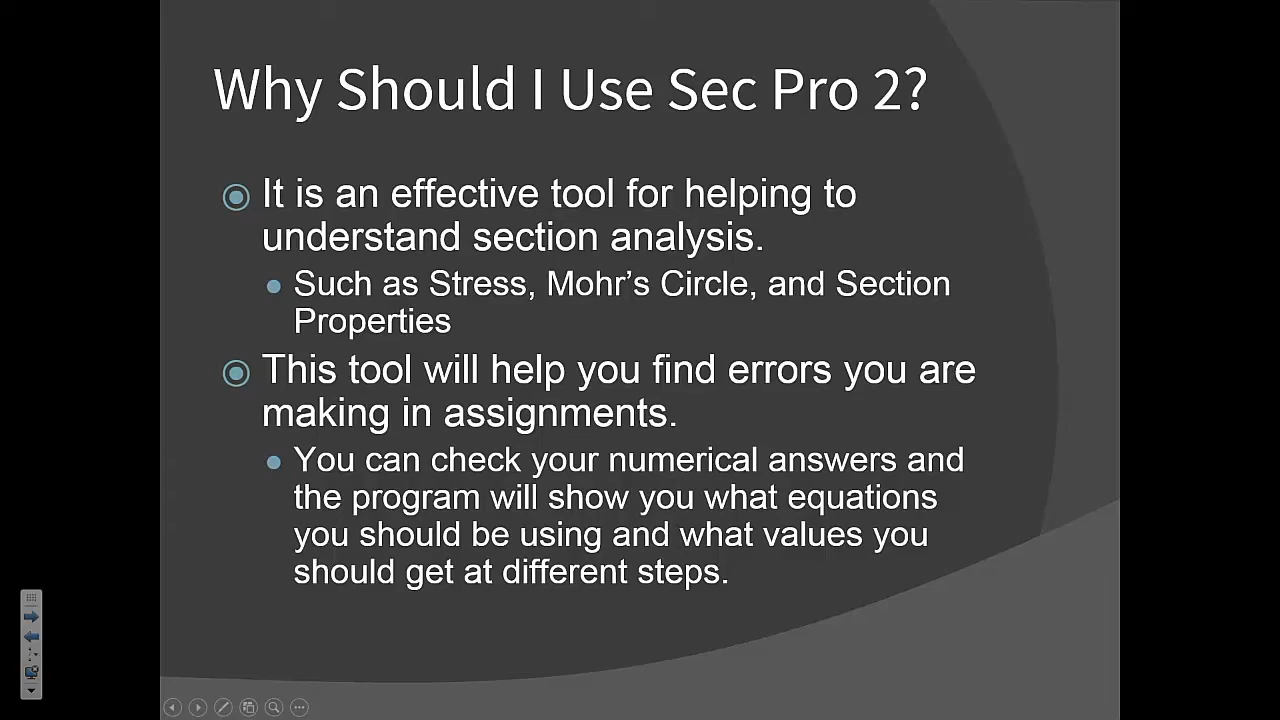 Why Should I Use Sec Pro 2?
It is an effective tool for helping to
understand section analysis.
Such as Stress, Mohr’s Circle, and Section
Properties
This tool will help you find errors you are
making in assignments.
You can check your numerical answers and
the program will show you what equations
you should be using and what values you
should get at different steps.